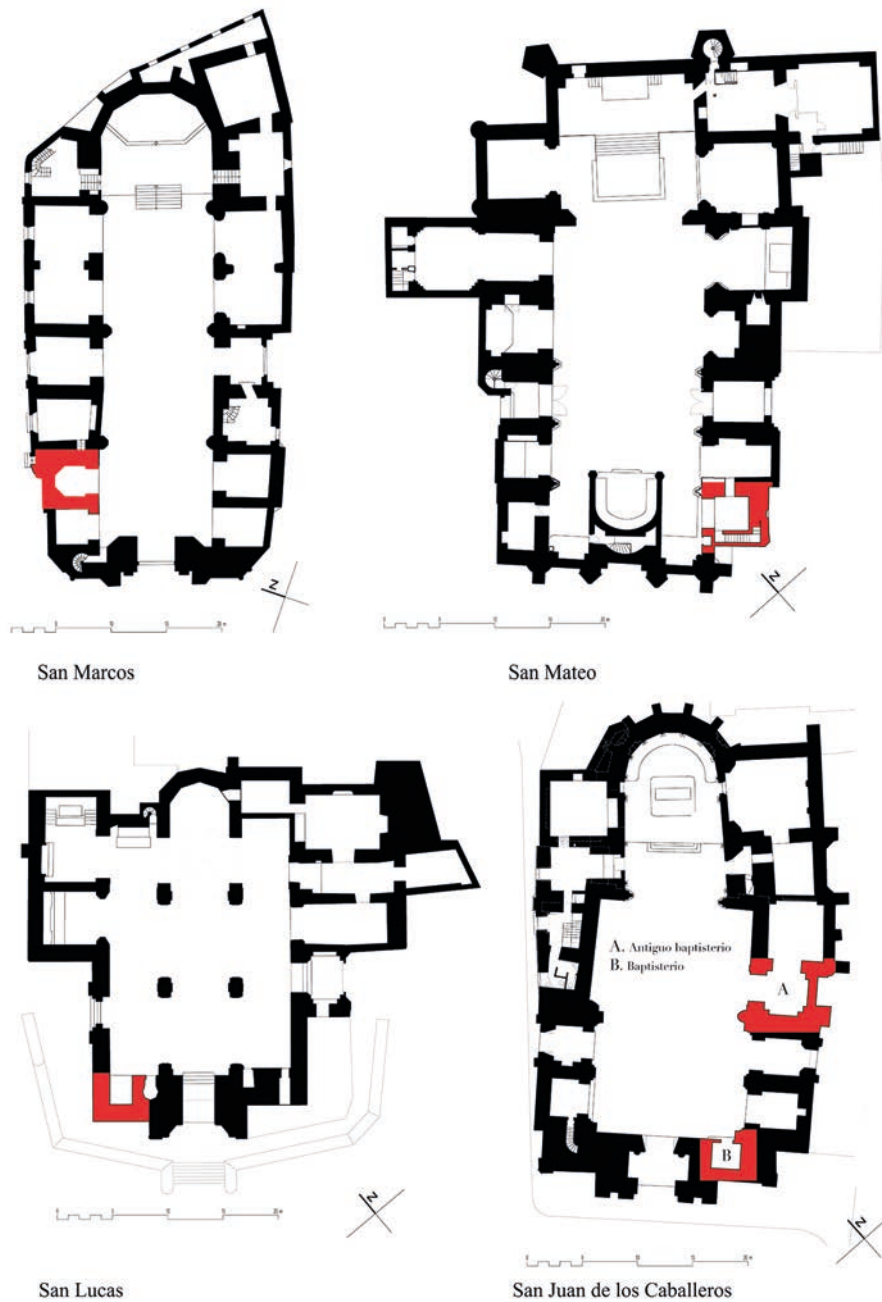 N
N
San Marcos
San Mateo
A. Antiguo baptisterio
B. Baptisterio
A
B
N
N
San Lucas
San Juan de los Caballeros